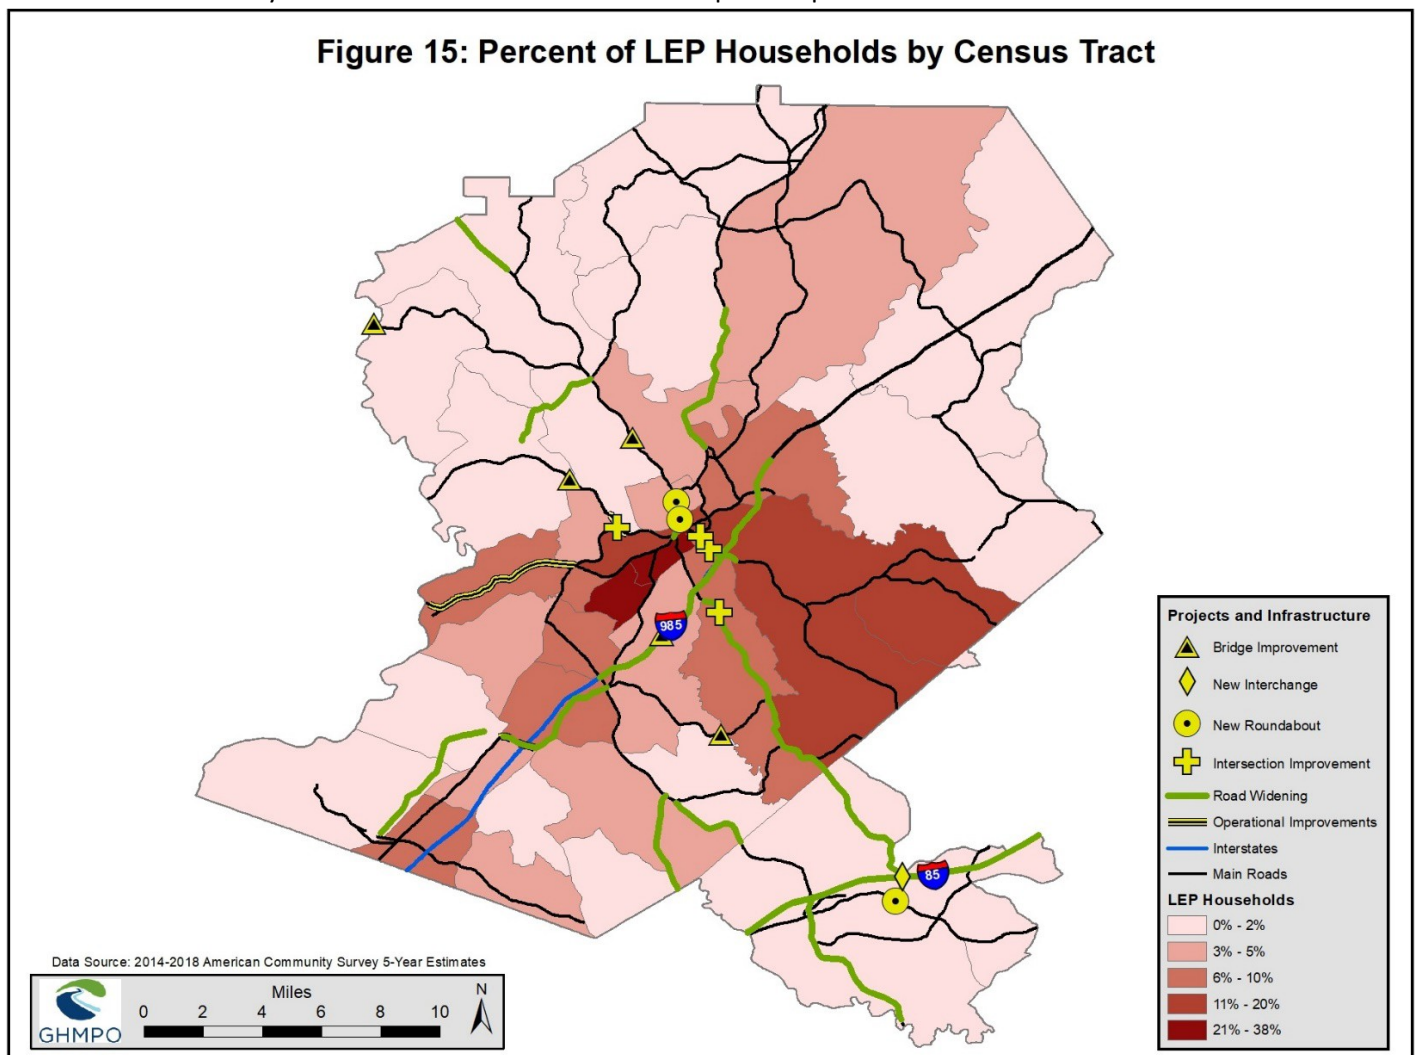 Figure 15: Percent of LEP Households by Census Tract
985
85
Projects and Infrastructure
Bridge Improvement
New Interchange
New Roundabout
Intersection Improvement
Road Widening
Operational Improvements
Interstates
Main Roads
LEP Households
0% - 2%
3% - 5%
6% - 10%
11% - 20%
21% - 38%
Data Source: 2014-2018 American Community Survey 5-Year Estimates
GHMPO
Miles
0 2 4 6 8 10
N